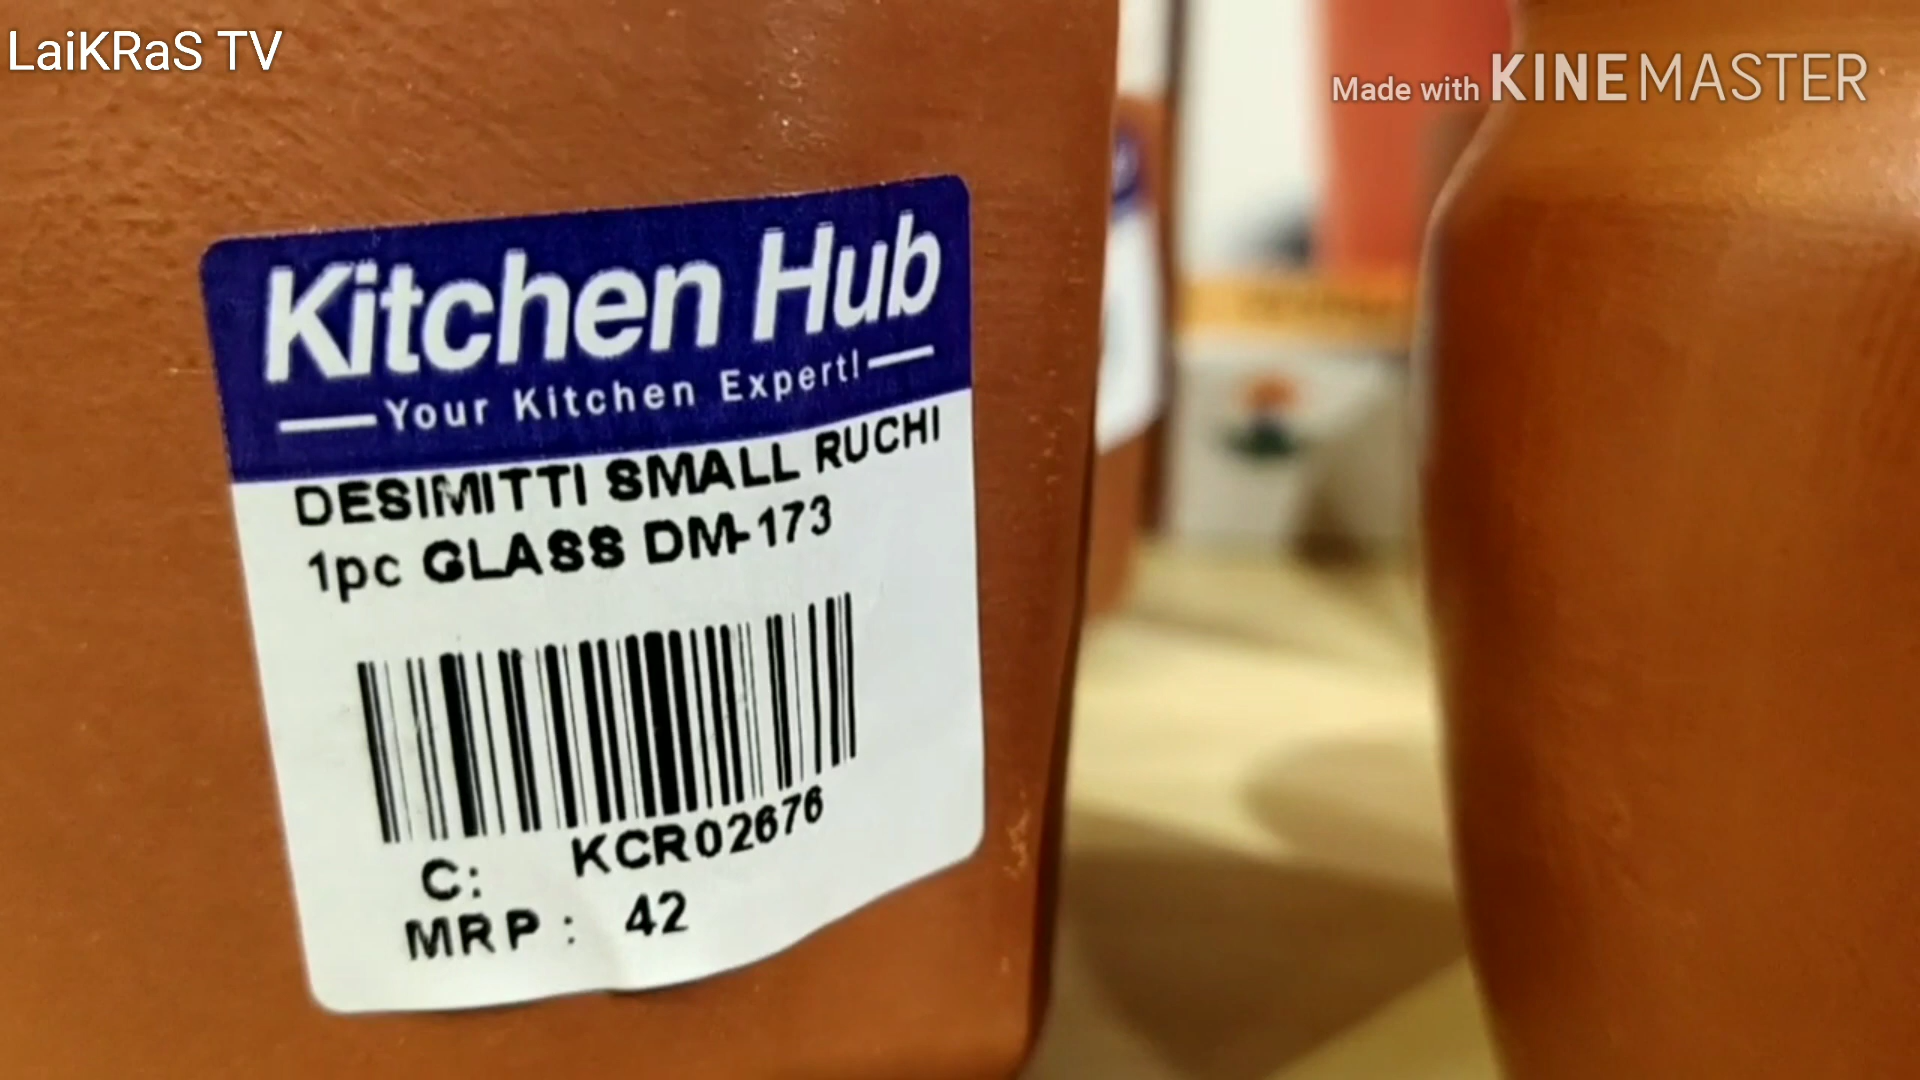 LaiKRaS TV
Made with KINEMASTER
Kitchen Hub
Your Kitchen Expert!
DESIMITTI SMALL RUCHI
1pc GLASS DM-173
C: KCR02676
MRP : 42